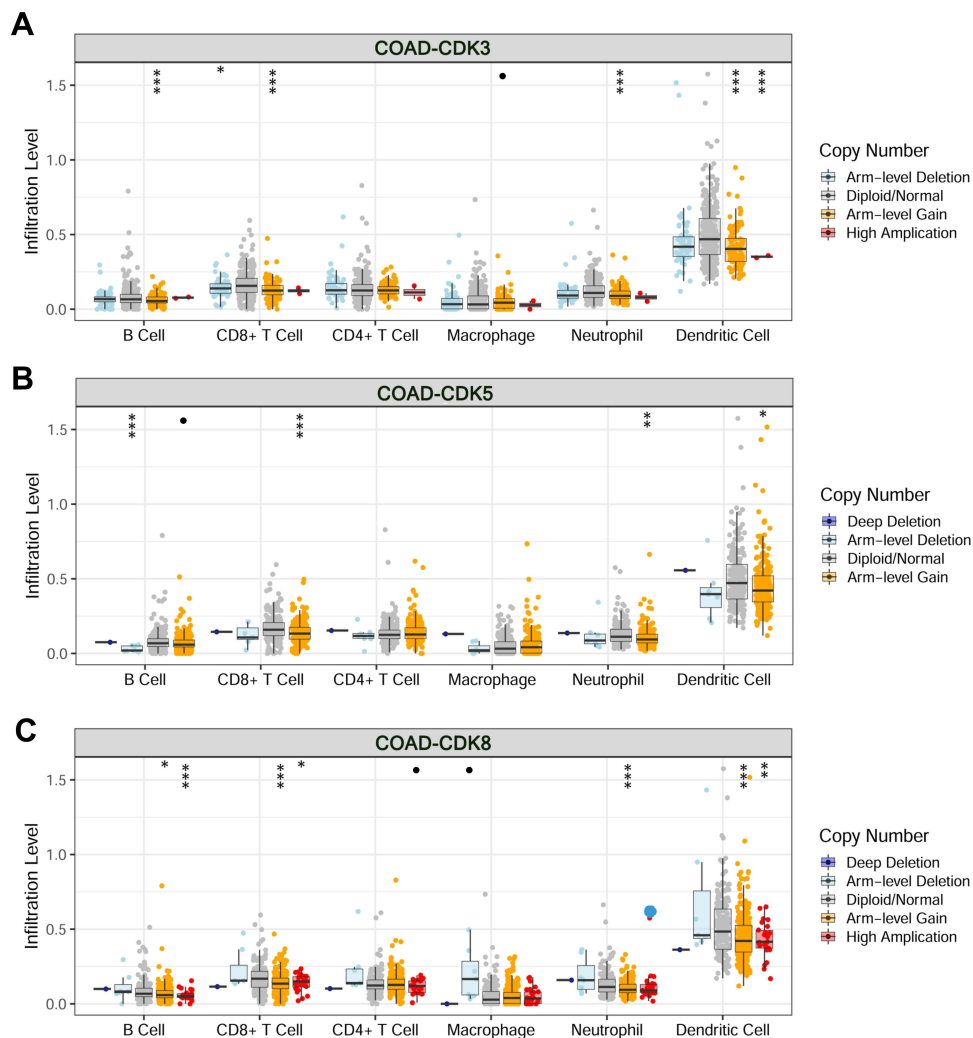 A
COAD-CDK3
* *** *** *** *** ***
Infiltration Level
1.5
1.0
0.5
0.0
B Cell CD8+ T Cell CD4+ T Cell Macrophage Neutrophil Dendritic Cell
Copy Number
Arm-level Deletion
Diploid/Normal
Arm-level Gain
High Amplication
B
COAD-CDK5
*** *** ** *
Infiltration Level
1.5
1.0
0.5
0.0
B Cell CD8+ T Cell CD4+ T Cell Macrophage Neutrophil Dendritic Cell
Copy Number
Deep Deletion
Arm-level Deletion
Diploid/Normal
Arm-level Gain
C
COAD-CDK8
* *** *** * *** *** **
Infiltration Level
1.5
1.0
0.5
0.0
B Cell CD8+ T Cell CD4+ T Cell Macrophage Neutrophil Dendritic Cell
Copy Number
Deep Deletion
Arm-level Deletion
Diploid/Normal
Arm-level Gain
High Amplication